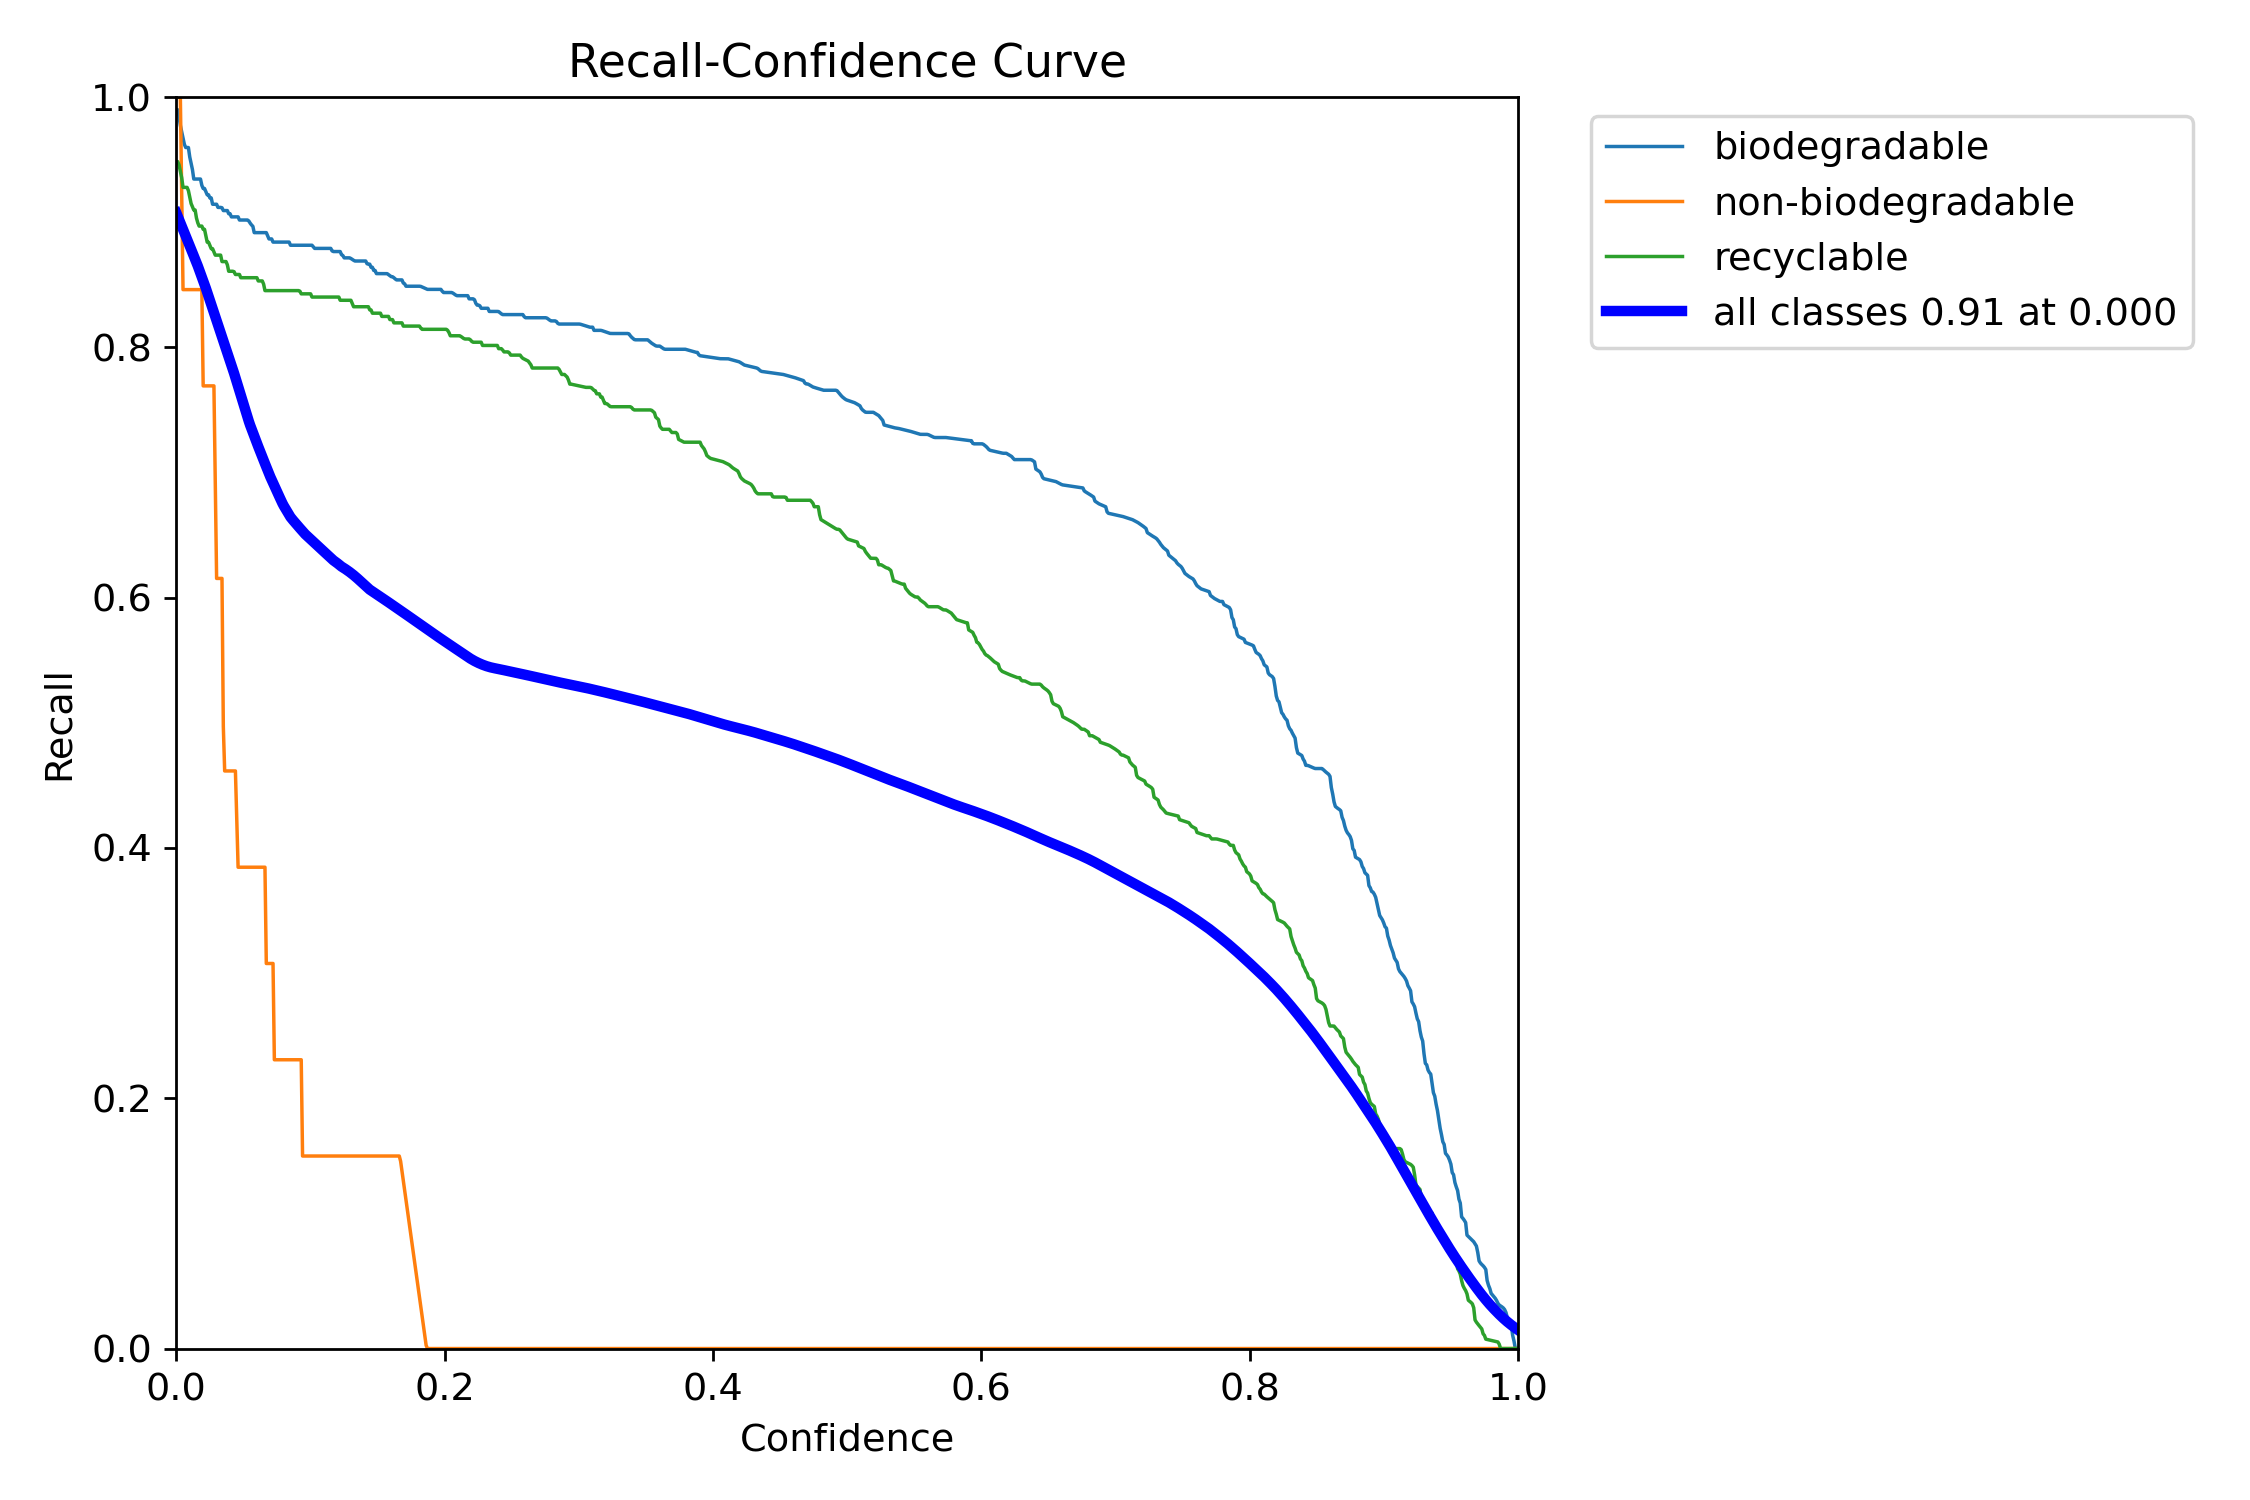 Recall-Confidence Curve
1.0
0.8
0.6
0.4
0.2
0.0
Recall
0.0 0.2 0.4 0.6 0.8 1.0
Confidence
biodegradable
non-biodegradable
recyclable
all classes 0.91 at 0.000